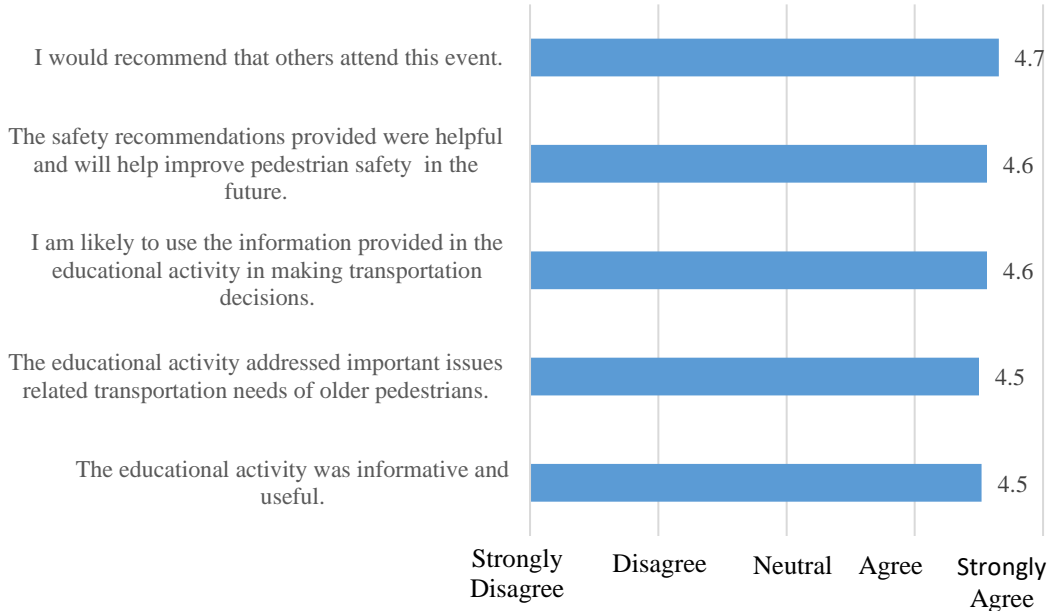 I would recommend that others attend this event.
4.7
The safety recommendations provided were helpful
and will help improve pedestrian safety in the
future.
4.6
I am likely to use the information provided in the
educational activity in making transportation
decisions.
4.6
The educational activity addressed important issues
related transportation needs of older pedestrians.
4.5
The educational activity was informative and
useful.
4.5
Strongly
Disagree
Disagree
Neutral
Agree
Strongly
Agree